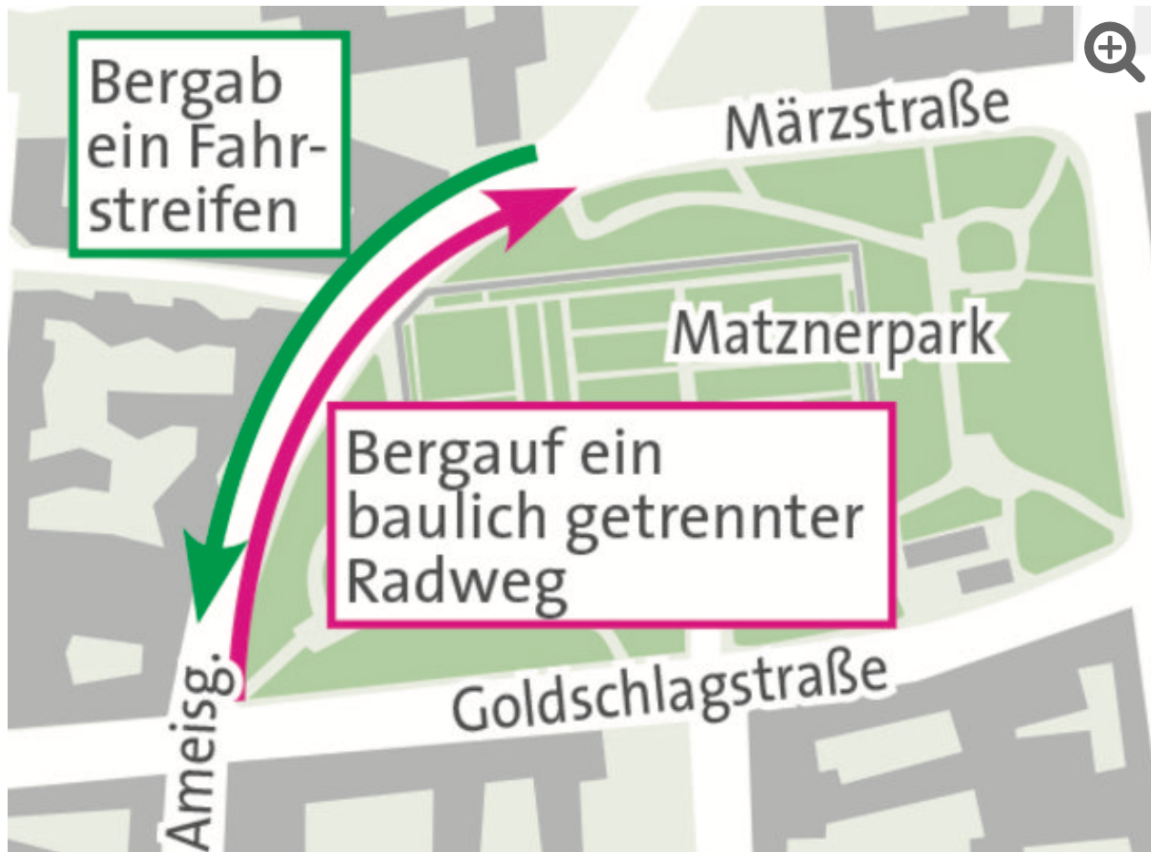 Bergab
ein Fahr-
streifen
Märzstraße
Matznerpark
Bergauf ein
baulich getrennter
Radweg
Goldschlagstraße
Ameisg.